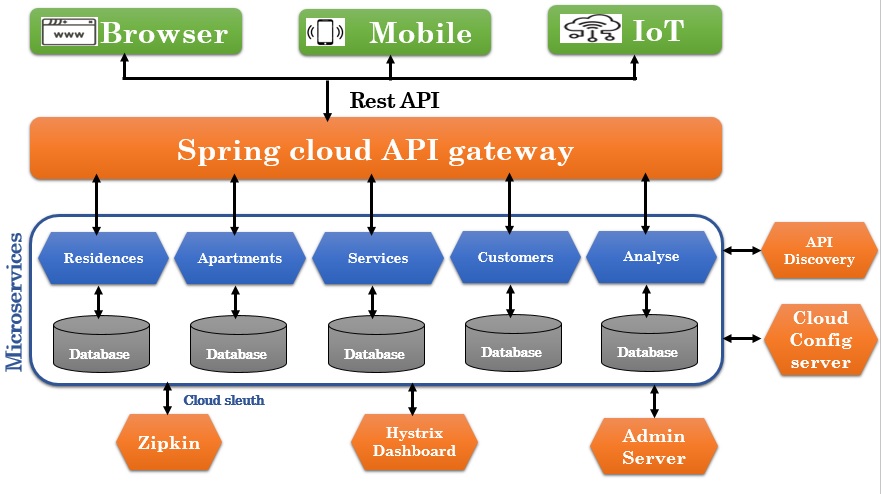 www
Browser
Mobile
IoT
Rest API
Spring cloud API gateway
Microservices
Residences
Apartments
Services
Customers
Analyse
API
Discovery
Database
Database
Database
Database
Database
Cloud
Config
server
Cloud sleuth
Zipkin
Hystrix
Dashboard
Admin
Server